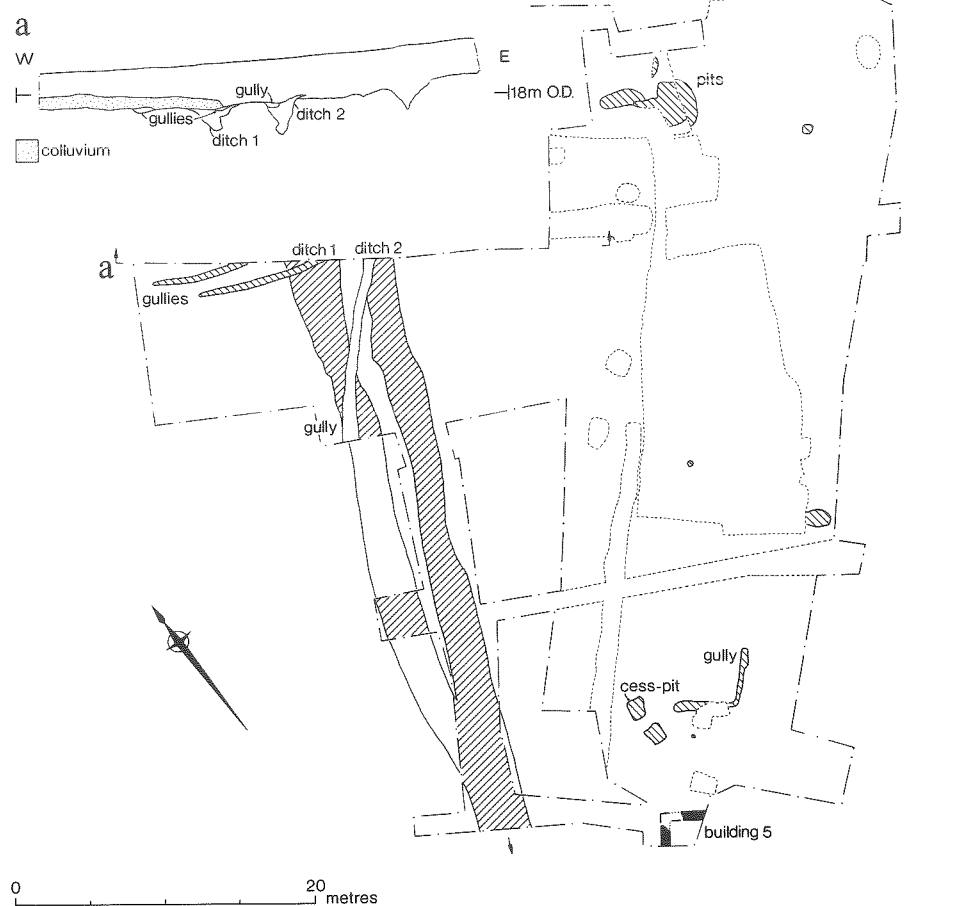 a
W
E
gully
18m O.D.
gullies
ditch 2
ditch 1
colluvium
pits
ditch 1
ditch 2
a
gullies
gully
gully
cess-pit
building 5
0
20
metres